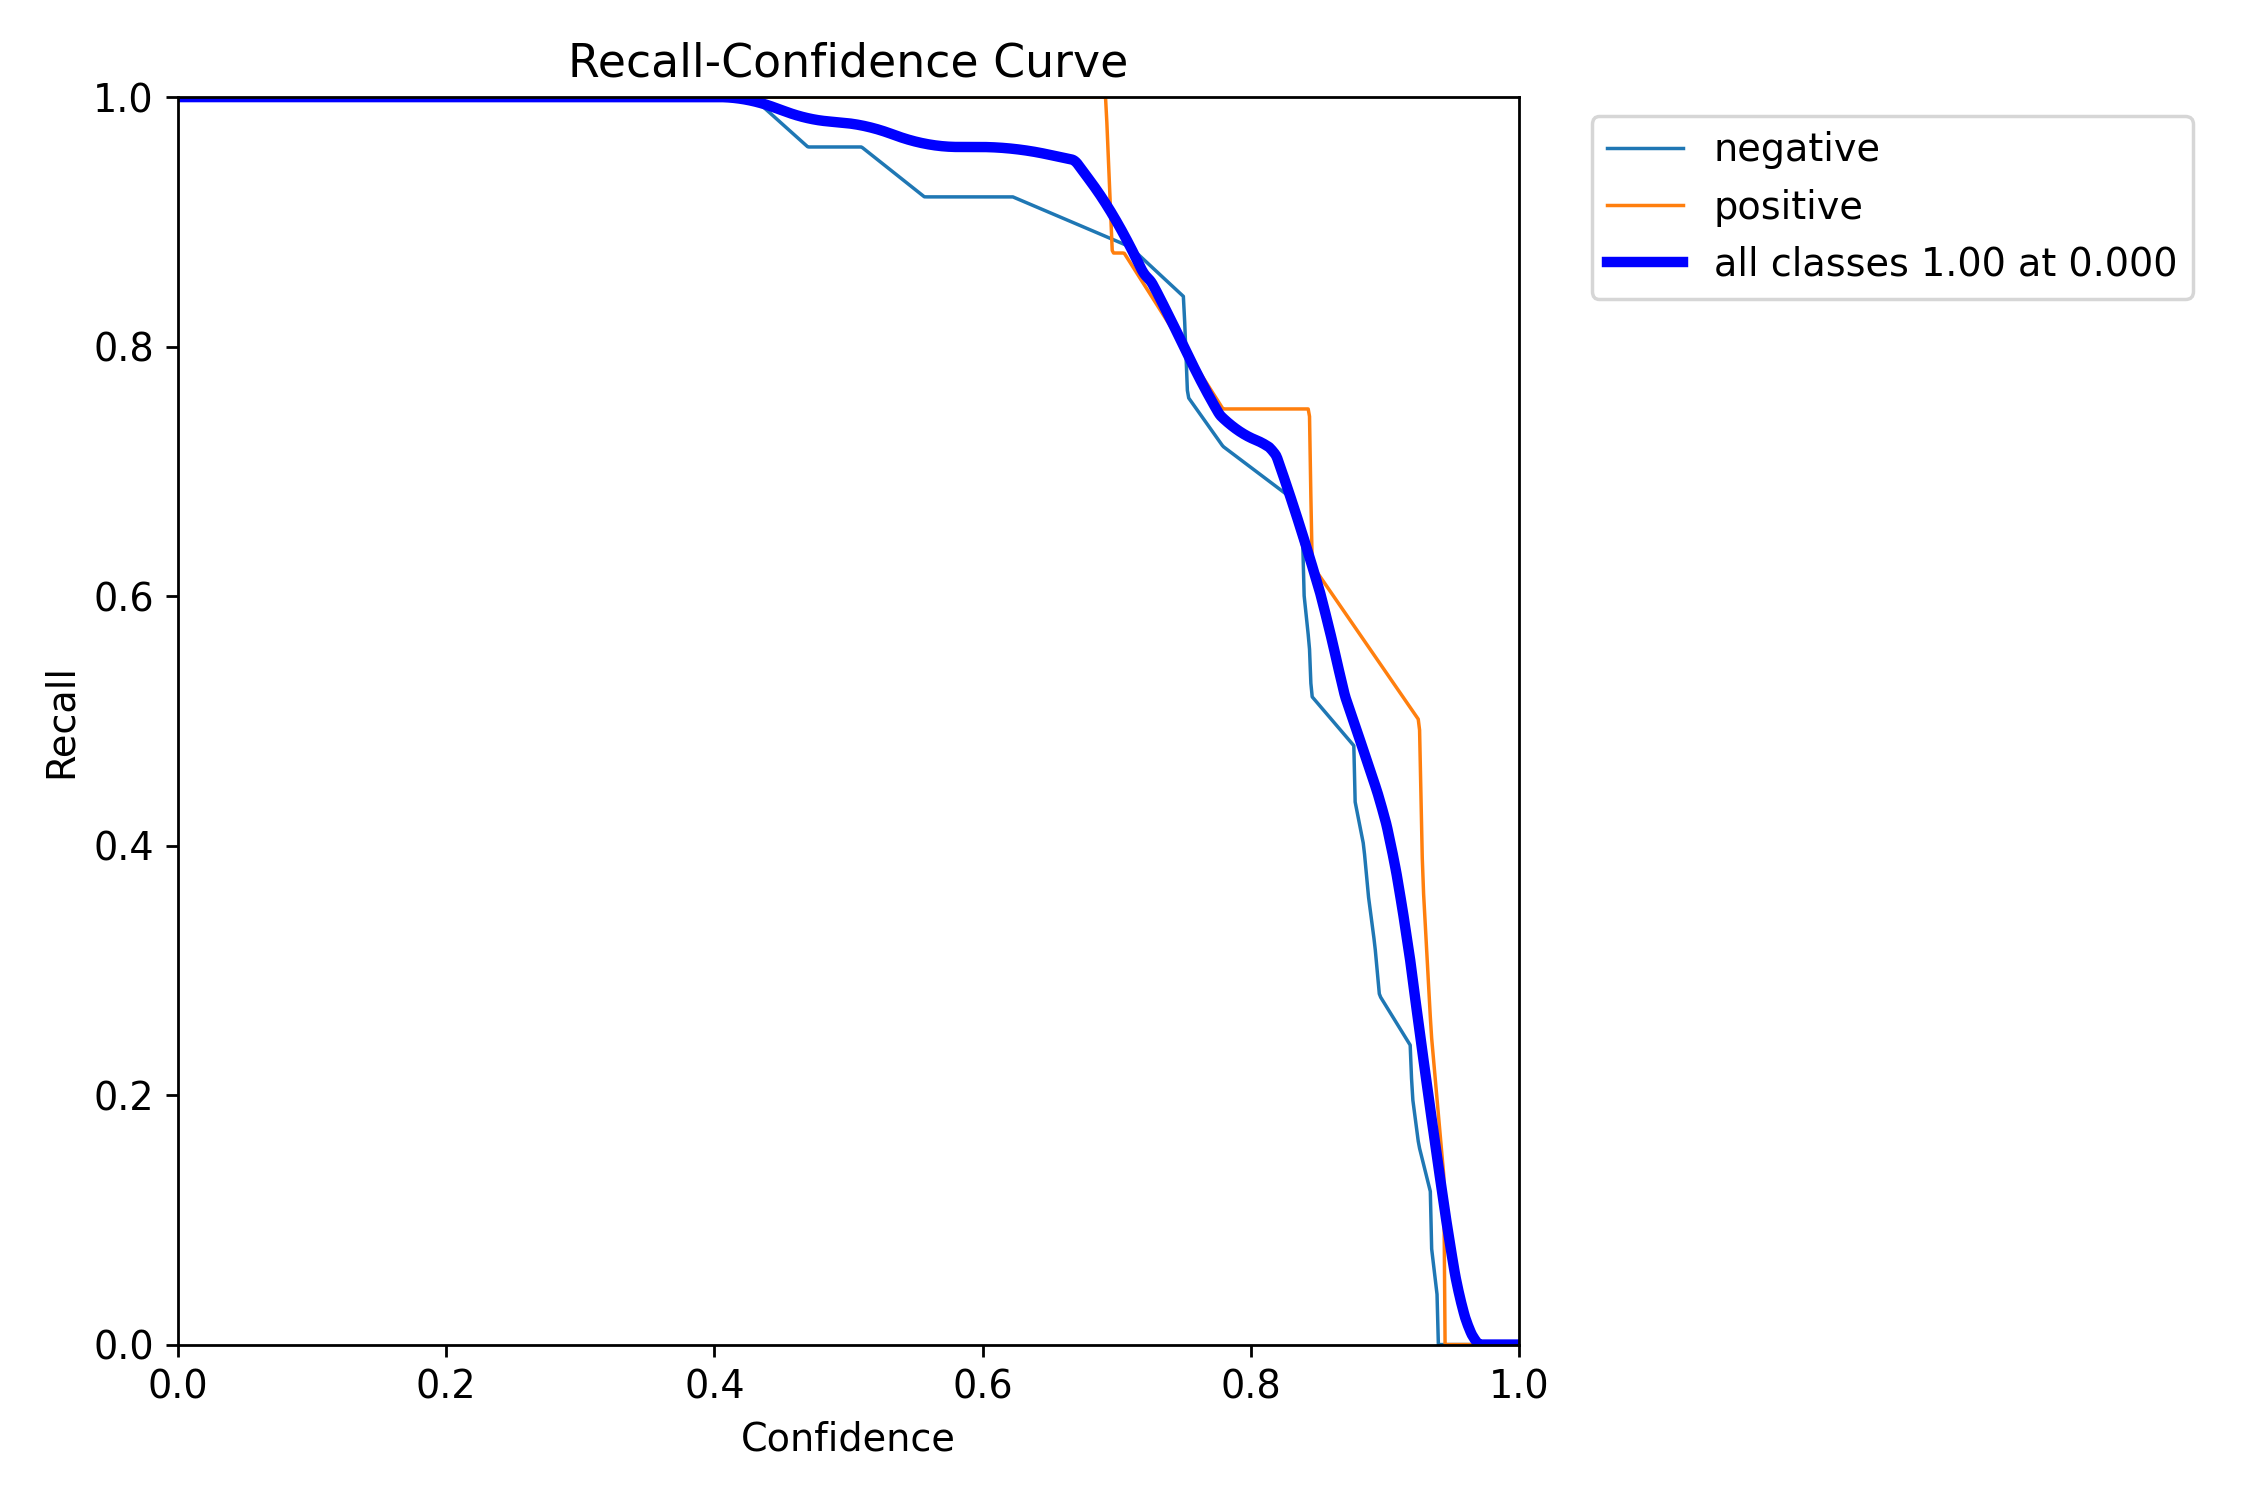 Recall-Confidence Curve
1.0
0.8
0.6
0.4
0.2
0.0
Recall
0.0 0.2 0.4 0.6 0.8 1.0
Confidence
negative
positive
all classes 1.00 at 0.000